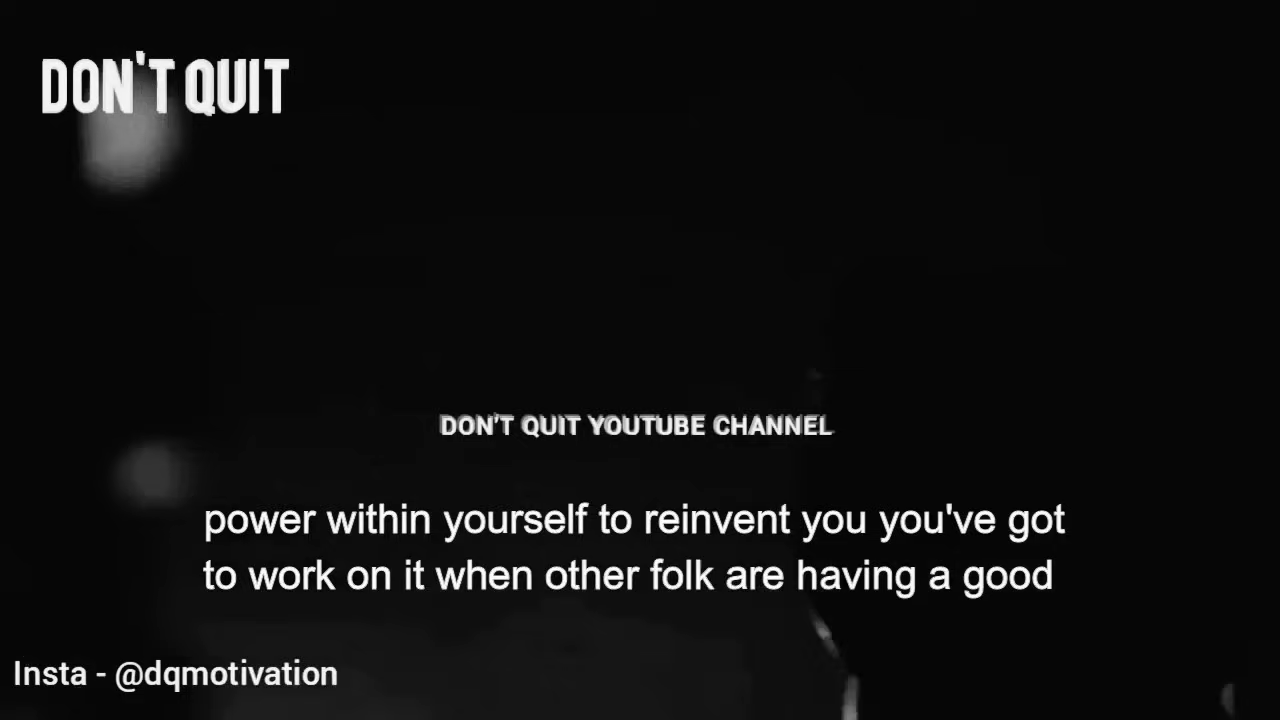 DON'T QUIT
DON'T QUIT YOUTUBE CHANNEL
power within yourself to reinvent you you've got
to work on it when other folk are having a good
Insta - @dqmotivation